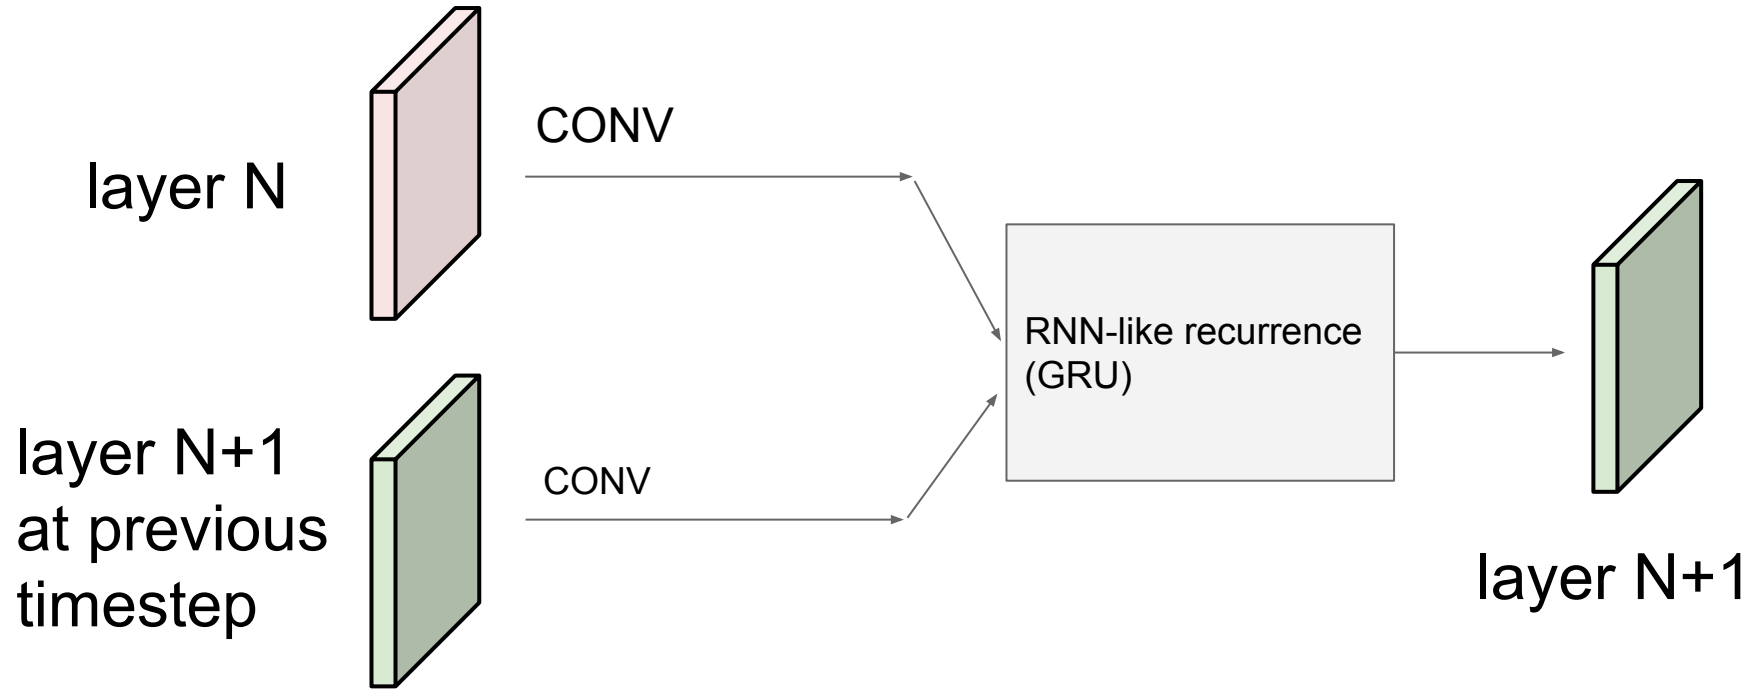 CONV
layer N
RNN-like recurrence
(GRU)
layer N+1
at previous
timestep
CONV
layer N+1